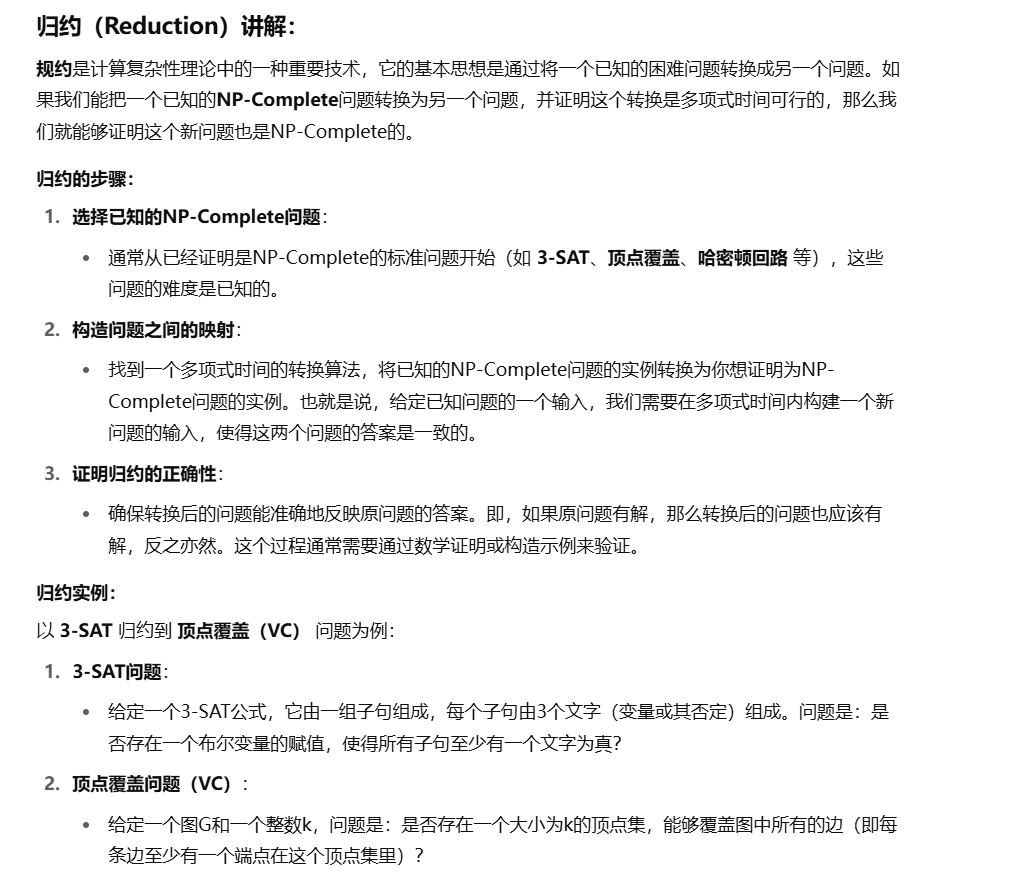 归约（Reduction）讲解：
规约是计算复杂性理论中的一种重要技术，它的基本思想是通过将一个已知的困难问题转换成另一个问题。如
果我们能把一个已知的NP-Complete问题转换为另一个问题，并证明这个转换是多项式时间可行的，那么我
们就能够证明这个新问题也是NP-Complete的。
归约的步骤：
1. 选择已知的NP-Complete问题：
• 通常从已经证明是NP-Complete的标准问题开始（如 3-SAT、顶点覆盖、哈密顿回路 等），这些
问题的难度是已知的。
2. 构造问题之间的映射：
• 找到一个多项式时间的转换算法，将已知的NP-Complete问题的实例转换为你想证明为NP-
Complete问题的实例。也就是说，给定已知问题的一个输入，我们需要在多项式时间内构建一个新
问题的输入，使得这两个问题的答案是一致的。
3. 证明归约的正确性：
• 确保转换后的问题能准确地反映原问题的答案。即，如果原问题有解，那么转换后的问题也应该有
解，反之亦然。这个过程通常需要通过数学证明或构造示例来验证。
归约实例：
以 3-SAT 归约到 顶点覆盖（VC） 问题为例：
1. 3-SAT问题：
• 给定一个3-SAT公式，它由一组子句组成，每个子句由3个文字（变量或其否定）组成。问题是：是
否存在一个布尔变量的赋值，使得所有子句至少有一个文字为真？
2. 顶点覆盖问题（VC）：
• 给定一个图G和一个整数k，问题是：是否存在一个大小为k的顶点集，能够覆盖图中所有的边（即每
条边至少有一个端点在这个顶点集里）？